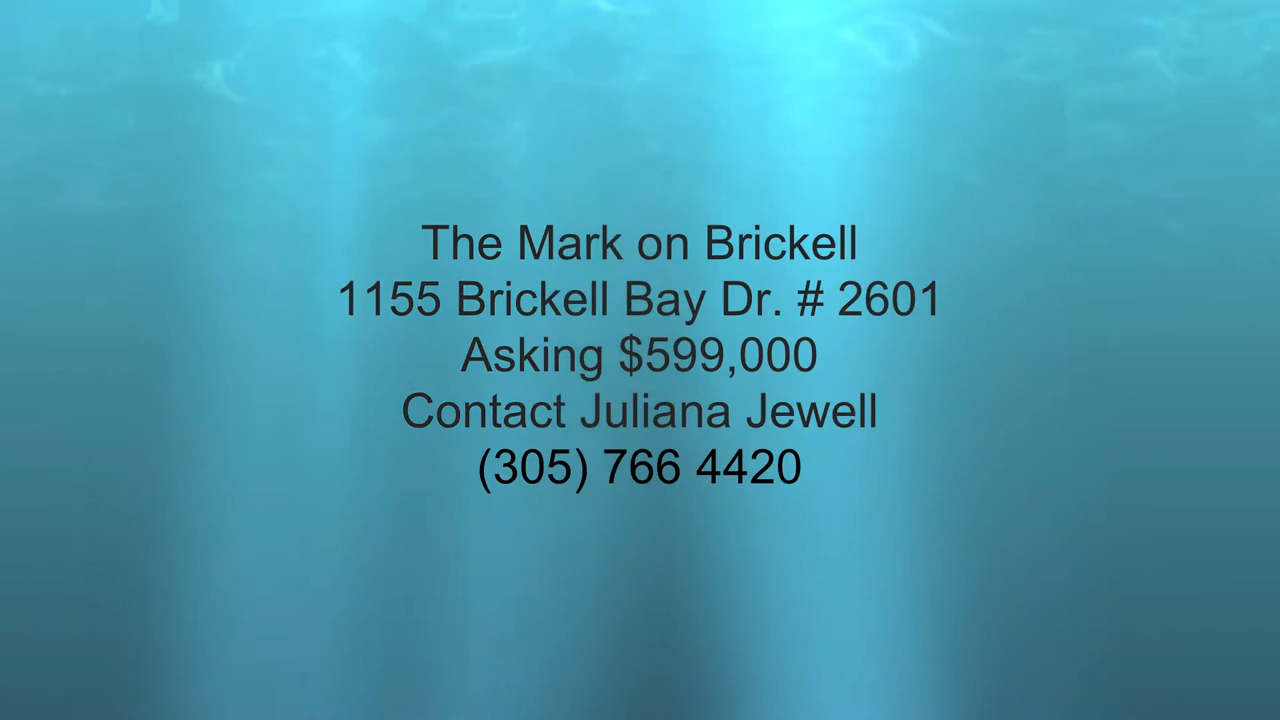 The Mark on Brickell
1155 Brickell Bay Dr. # 2601
Asking $599,000
Contact Juliana Jewell
(305) 766 4420